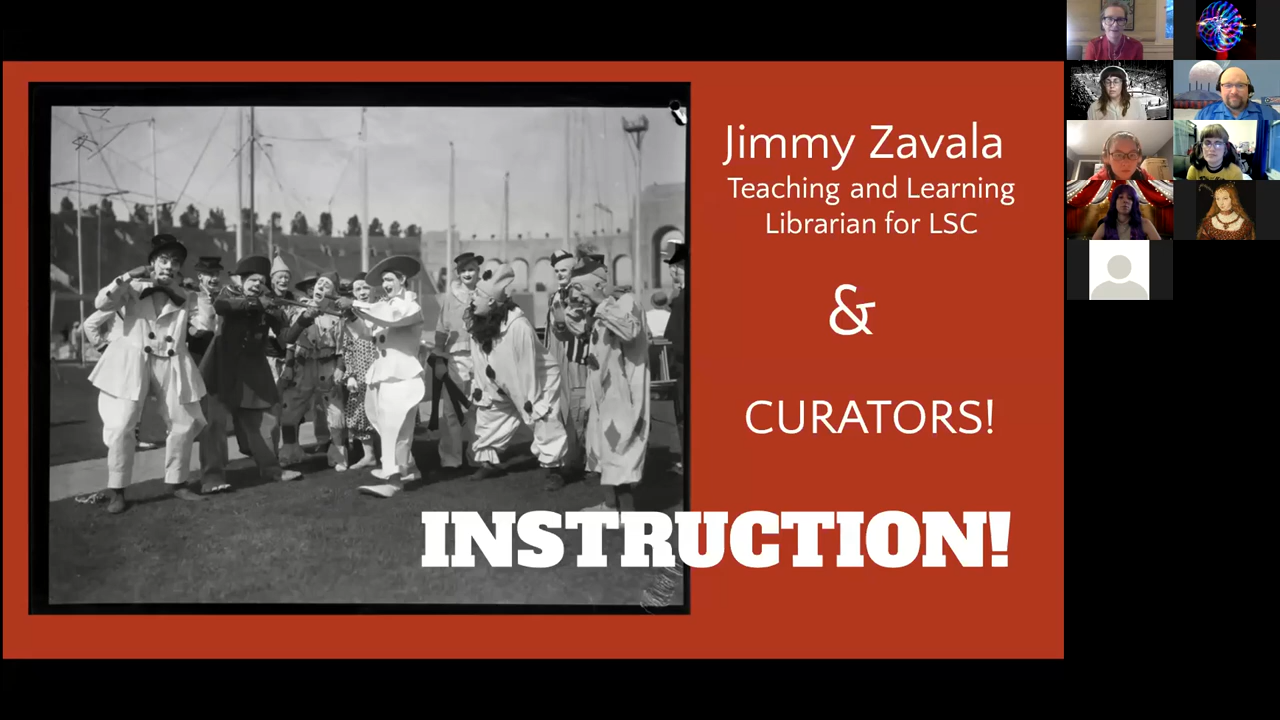 Jimmy Zavala
Teaching and Learning
Librarian for LSC
&
CURATORS!
INSTRUCTION!